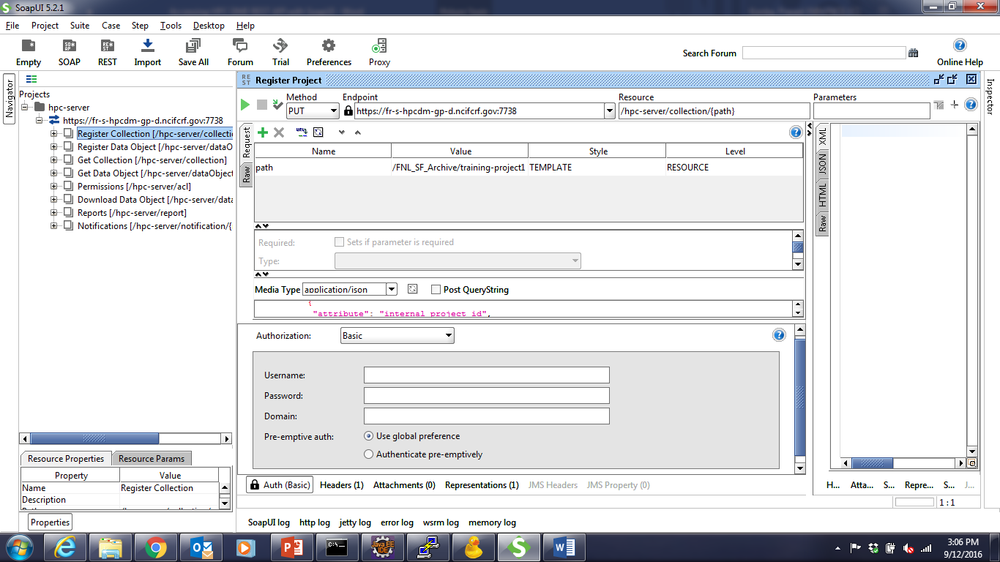 SoapUI 5.2.1
File Project Suite Case Step Tools Desktop Help
Empty SOAP REST Import Save All Forum Trial Preferences Proxy
Search Forum
Online Help
Navigator
Projects
hpc-server
https://fr-s-hpcdm-gp-d.ncifcrf.gov:7738
Register Collection [/hpc-server/collectio
Register Data Object [/hpc-server/dataO
Get Collection [/hpc-server/collection]
Get Data Object [/hpc-server/dataObject
Permissions [/hpc-server/acl]
Download Data Object [/hpc-server/data
Reports [/hpc-server/report]
Notifications [/hpc-server/notification/{
Resource Properties Resource Params
Property Value
Name Register Collection
Description
Properties
Register Project
Method Endpoint Resource Parameters
PUT https://fr-s-hpcdm-gp-d.ncifcrf.gov:7738 /hpc-server/collection/{path}
Request
Raw
Name Value Style Level
path /FNL_SF_Archive/training-project1 TEMPLATE RESOURCE
Required: Sets if parameter is required
Type:
Media Type application/json Post QueryString
{
"attribute": "internal_project_id",
Authorization: Basic
Username:
Password:
Domain:
Pre-emptive auth: Use global preference
Authenticate pre-emptively
Auth (Basic) Headers (1) Attachments (0) Representations (1) JMS Headers JMS Property (0)
XML
JSON
HTML
Raw
H... Atta... S... Repre... S... J...
1 : 1
Inspector
SoapUI log http log jetty log error log wsrm log memory log
3:06 PM
9/12/2016